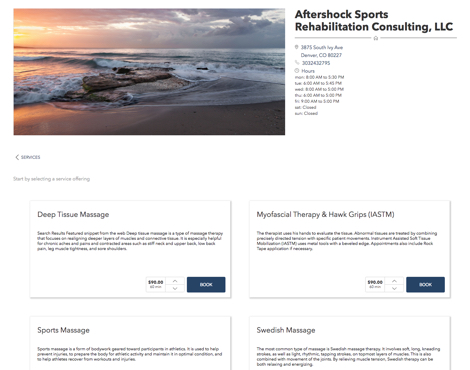 Aftershock Sports
Rehabilitation Consulting, LLC
3875 South Ivy Ave
Denver, CO 80227
3032432795
Hours
mon: 8:00 AM to 3:30 PM
tue: 6:00 AM to 5:45 PM
wed: 8:00 AM to 5:00 PM
thu: 6:00 AM to 5:00 PM
fri: 9:00 AM to 5:00 PM
sat: Closed
sun: Closed
SERVICES
Start by selecting a service offering.
Deep Tissue Massage
Search Results Featured snippet from the web Deep tissue massage is a type of massage therapy
that focuses on realigning deeper layers of muscles and connective tissue. It is especially helpful
for chronic aches and pains and contracted areas such as stiff neck and upper back, low back
pain, leg muscle tightness, and sore shoulders.
$90.00
60 min
BOOK
Myofascial Therapy & Hawk Grips (IASTM)
The therapist uses his hands to evaluate the tissue. Abnormal tissues are treated by combining
precisely directed tension with specific patient movements. Instrument Assisted Soft Tissue
Mobilization (IASTM) uses metal tools with a beveled edge. Appointments also include Rock
Tape application if necessary.
$90.00
60 min
BOOK
Sports Massage
Sports massage is a form of bodywork geared toward participants in athletics. It is used to help
prevent injuries, to prepare the body for athletic activity and maintain it in optimal condition, and
to help athletes recover from workouts and injuries.
Swedish Massage
The most common type of massage is Swedish massage therapy. It involves soft, long, kneading
strokes, as well as light, rhythmic, tapping strokes, on topmost layers of muscles. This is also
combined with movement of the joints. By relieving muscle tension, Swedish therapy can be
both relaxing and energizing.